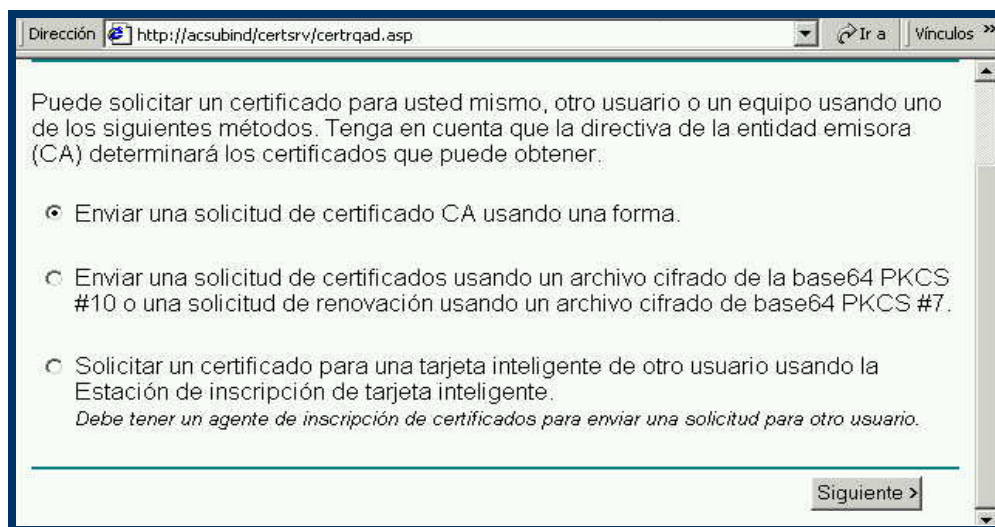 Dirección http://acsubind/certsrv/certrqad.asp Ir a Vínculos »
Puede solicitar un certificado para usted mismo, otro usuario o un equipo usando uno
de los siguientes métodos. Tenga en cuenta que la directiva de la entidad emisora
(CA) determinará los certificados que puede obtener.
Enviar una solicitud de certificado CA usando una forma.
Enviar una solicitud de certificados usando un archivo cifrado de la base64 PKCS
#10 o una solicitud de renovación usando un archivo cifrado de base64 PKCS #7.
Solicitar un certificado para una tarjeta inteligente de otro usuario usando la
Estación de inscripción de tarjeta inteligente.
Debe tener un agente de inscripción de certificados para enviar una solicitud para otro usuario.
Siguiente >